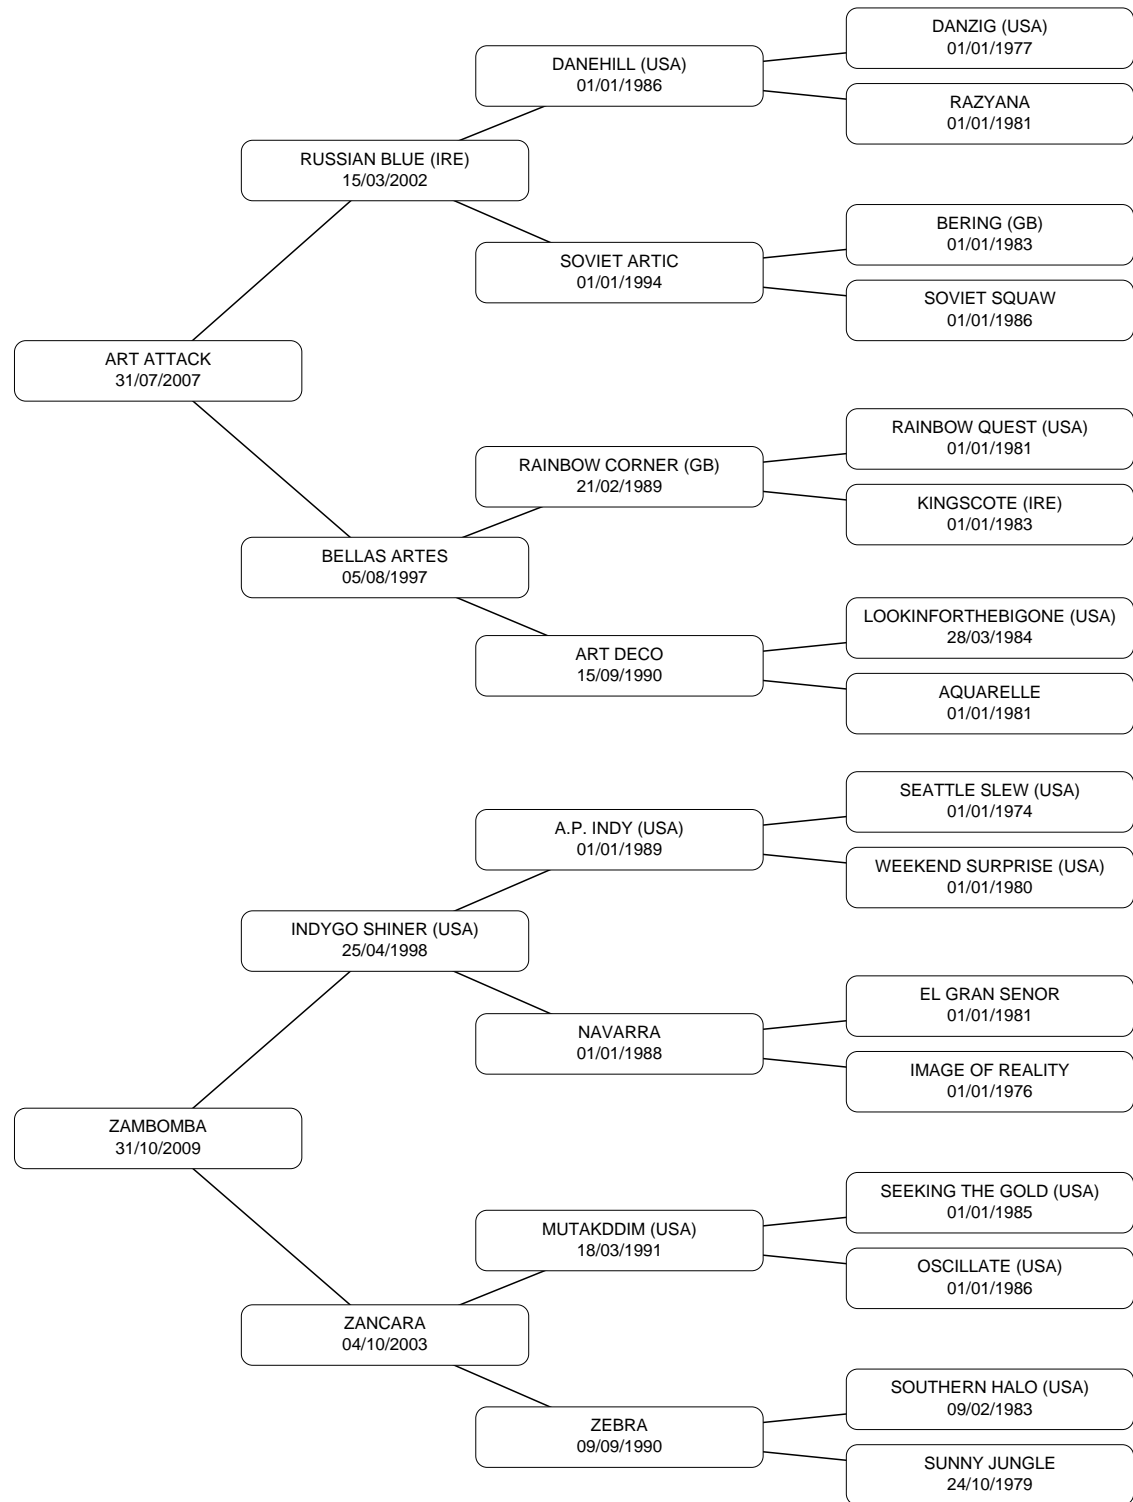 DANZIG (USA)
01/01/1977
DANEHILL (USA)
01/01/1986
RAZYANA
01/01/1981
RUSSIAN BLUE (IRE)
15/03/2002
BERING (GB)
01/01/1983
SOVIET ARTIC
01/01/1994
SOVIET SQUAW
01/01/1986
ART ATTACK
31/07/2007
RAINBOW QUEST (USA)
01/01/1981
RAINBOW CORNER (GB)
21/02/1989
KINGSCOTE (IRE)
01/01/1983
BELLAS ARTES
05/08/1997
LOOKINFORTHEBIGONE (USA)
28/03/1984
ART DECO
15/09/1990
AQUARELLE
01/01/1981
SEATTLE SLEW (USA)
01/01/1974
A.P. INDY (USA)
01/01/1989
WEEKEND SURPRISE (USA)
01/01/1980
INDYGO SHINER (USA)
25/04/1998
EL GRAN SENOR
01/01/1981
NAVARRA
01/01/1988
IMAGE OF REALITY
01/01/1976
ZAMBOMBA
31/10/2009
SEEKING THE GOLD (USA)
01/01/1985
MUTAKDDIM (USA)
18/03/1991
OSCILLATE (USA)
01/01/1986
ZANCARA
04/10/2003
SOUTHERN HALO (USA)
09/02/1983
ZEBRA
09/09/1990
SUNNY JUNGLE
24/10/1979